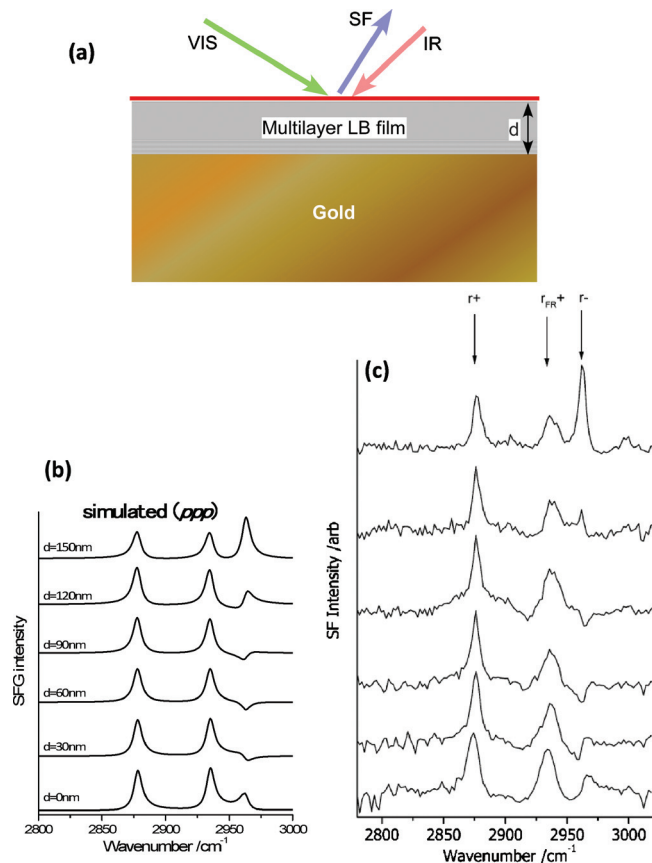 (a)
VIS
SF
IR
Multilayer LB film
d
Gold
(b)
simulated (ppp)
d=150nm
d=120nm
d=90nm
d=60nm
d=30nm
d=0nm
SFG intensity
2800 2850 2900 2950 3000
Wavenumber /cm⁻¹
(c)
r+ rFR+ r-
SF Intensity /arb
2800 2850 2900 2950 3000
Wavenumber /cm⁻¹